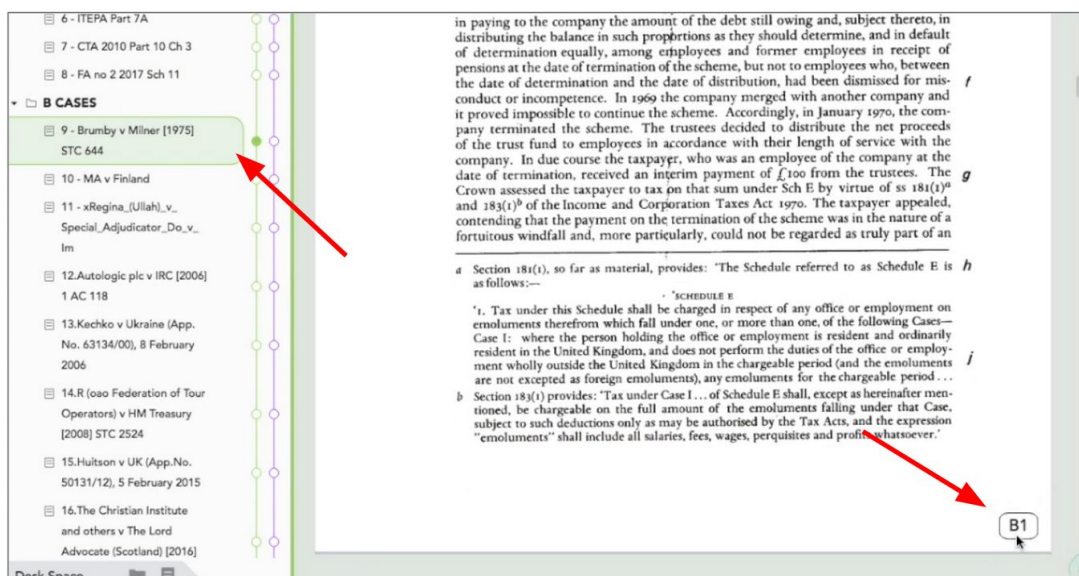 6 - ITEPA Part 7A
7 - CTA 2010 Part 10 Ch 3
8 - FA no 2 2017 Sch 11
B CASES
9 - Brumby v Milner [1975]
STC 644
10 - MA v Finland
11 - xRegina_(Ullah)_v_
Special_Adjudicator_Do_v_
Im
12.Autologic plc v IRC [2006]
1 AC 118
13.Kechko v Ukraine (App.
No. 63134/00), 8 February
2006
14.R (oao Federation of Tour
Operators) v HM Treasury
[2008] STC 2524
15.Huitson v UK (App.No.
50131/12), 5 February 2015
16.The Christian Institute
and others v The Lord
Advocate (Scotland) [2016]
Desk Space
in paying to the company the amount of the debt still owing and, subject thereto, in
distributing the balance in such proportions as they should determine, and in default
of determination equally, among employees and former employees in receipt of
pensions at the date of termination of the scheme, but not to employees who, between
the date of determination and the date of distribution, had been dismissed for mis- f
conduct or incompetence. In 1969 the company merged with another company and
it proved impossible to continue the scheme. Accordingly, in January 1970, the com-
pany terminated the scheme. The trustees decided to distribute the net proceeds
of the trust fund to employees in accordance with their length of service with the
company. In due course the taxpayer, who was an employee of the company at the
date of termination, received an interim payment of £100 from the trustees. The g
Crown assessed the taxpayer to tax on that sum under Sch E by virtue of ss 181(1)a
and 183(1)b of the Income and Corporation Taxes Act 1970. The taxpayer appealed,
contending that the payment on the termination of the scheme was in the nature of a
fortuitous windfall and, more particularly, could not be regarded as truly part of an
a Section 181(1), so far as material, provides: 'The Schedule referred to as Schedule E is h
as follows:—
'SCHEDULE E
'1. Tax under this Schedule shall be charged in respect of any office or employment on
emoluments therefrom which fall under one, or more than one, of the following Cases—
Case I: where the person holding the office or employment is resident and ordinarily
resident in the United Kingdom, and does not perform the duties of the office or employ-
ment wholly outside the United Kingdom in the chargeable period (and the emoluments j
are not excepted as foreign emoluments), any emoluments for the chargeable period ...
b Section 183(1) provides: 'Tax under Case I ... of Schedule E shall, except as hereinafter men-
tioned, be chargeable on the full amount of the emoluments falling under that Case,
subject to such deductions only as may be authorised by the Tax Acts, and the expression
"emoluments" shall include all salaries, fees, wages, perquisites and profits whatsoever.'
B1